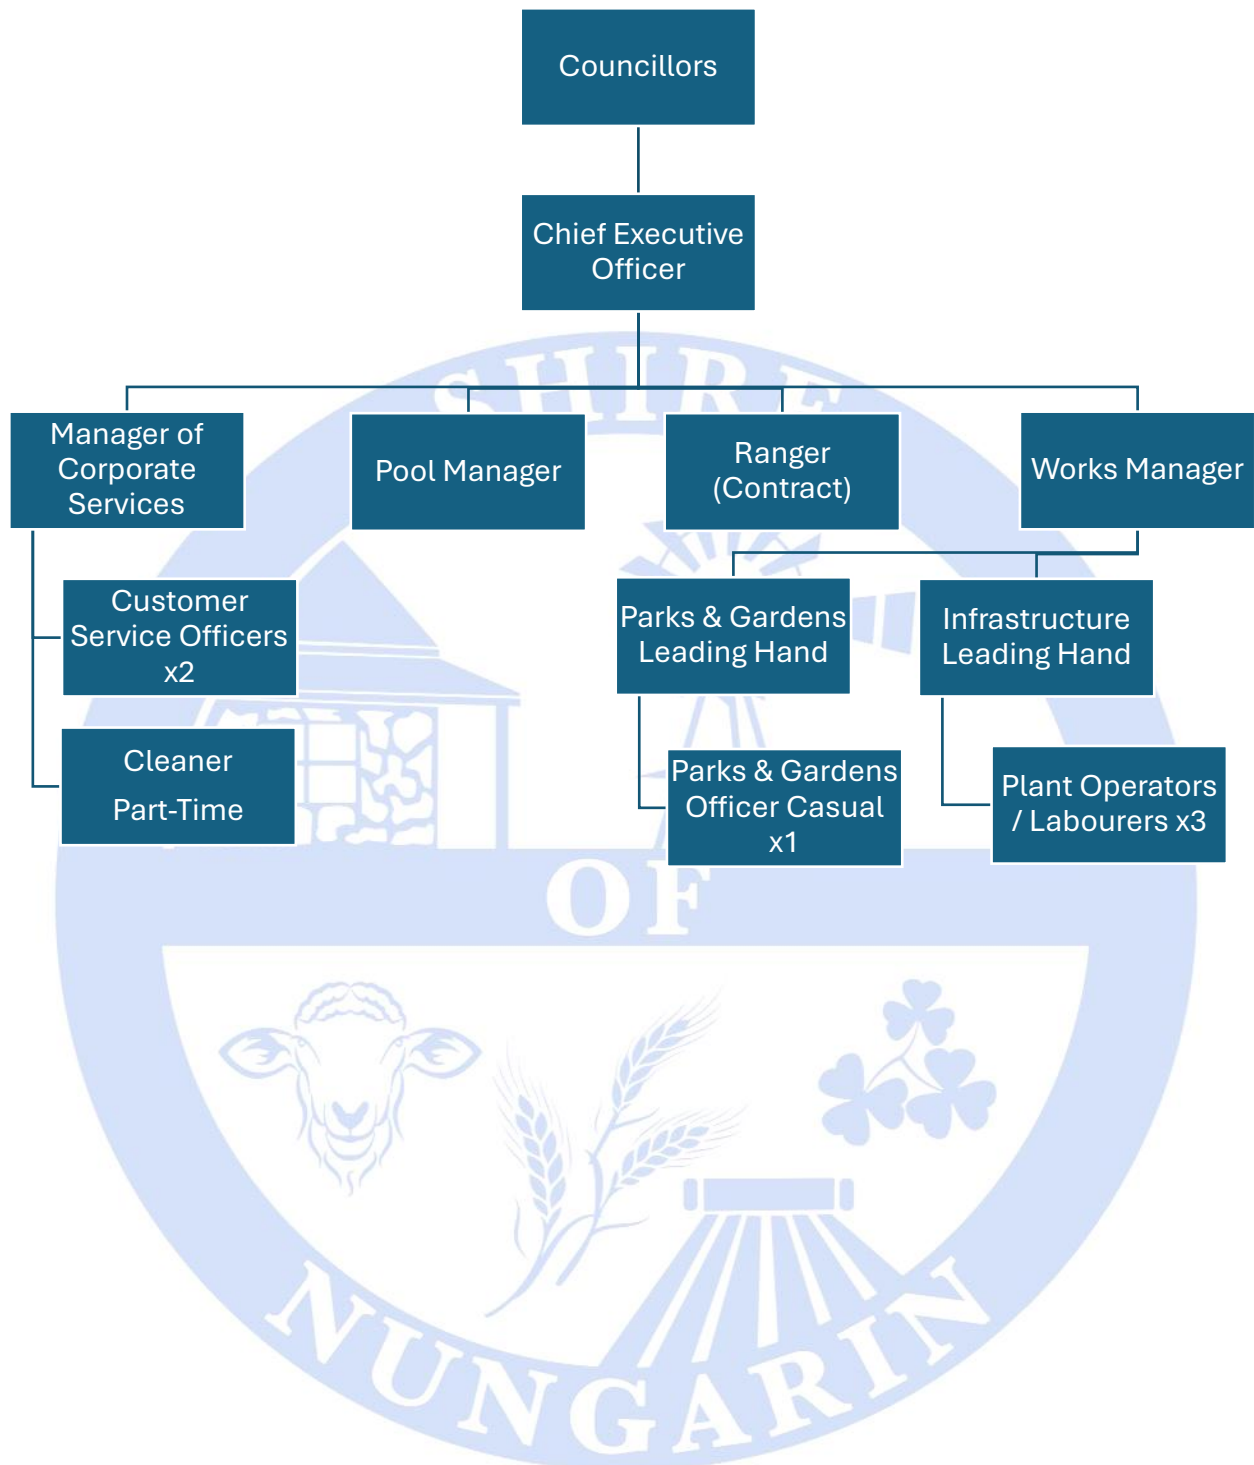 Councillors
Chief Executive
Officer
SHIRE
Manager of
Corporate
Services
Pool Manager
Ranger
(Contract)
Works Manager
Customer
Service Officers
x2
Parks & Gardens
Leading Hand
Infrastructure
Leading Hand
Cleaner
Part-Time
Parks & Gardens
Officer Casual
x1
Plant Operators
/ Labourers x3
OF
NUNGARIN